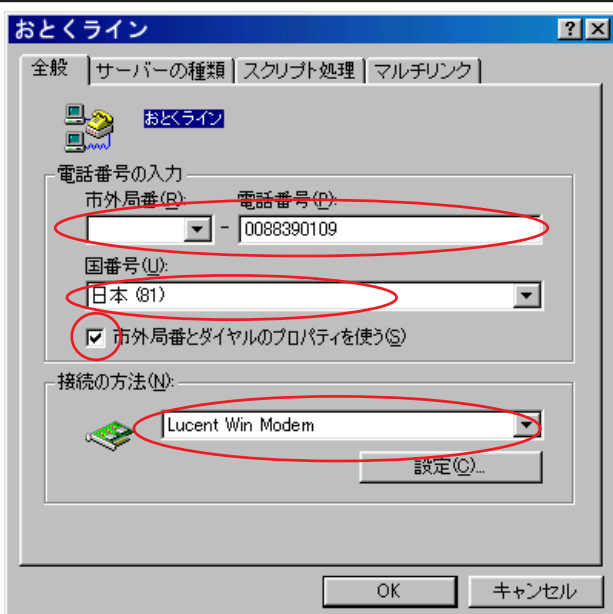 おとくライン
全般 サーバーの種類 スクリプト処理 マルチリンク
おとくライン
電話番号の入力
市外局番(R): 電話番号(P):
- 0088390109
国番号(U):
日本 (81)
市外局番とダイヤルのプロパティを使う(S)
接続の方法(N):
Lucent Win Modem
設定(C)...
OK キャンセル